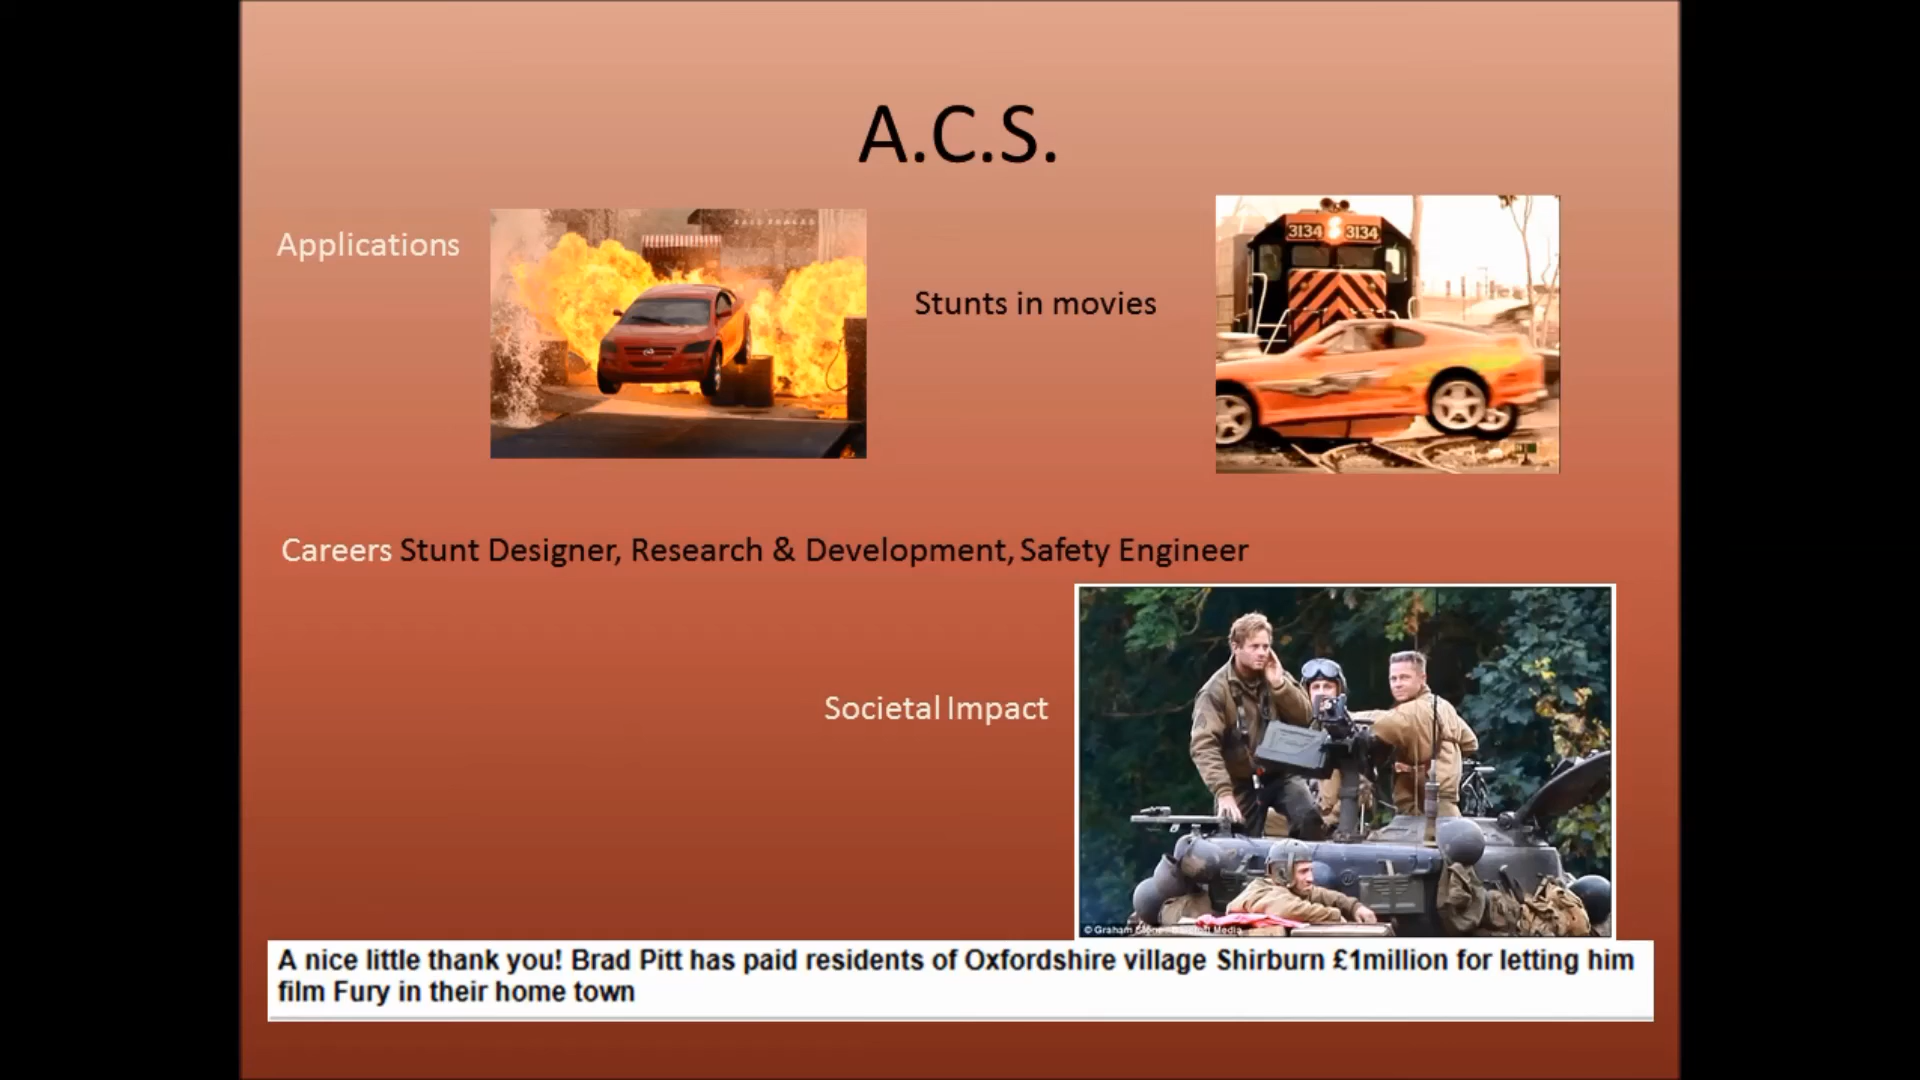 A.C.S.
Applications
3134 3134
Stunts in movies
Careers Stunt Designer, Research & Development, Safety Engineer
Societal Impact
© Graham Media
A nice little thank you! Brad Pitt has paid residents of Oxfordshire village Shirburn £1million for letting him
film Fury in their home town